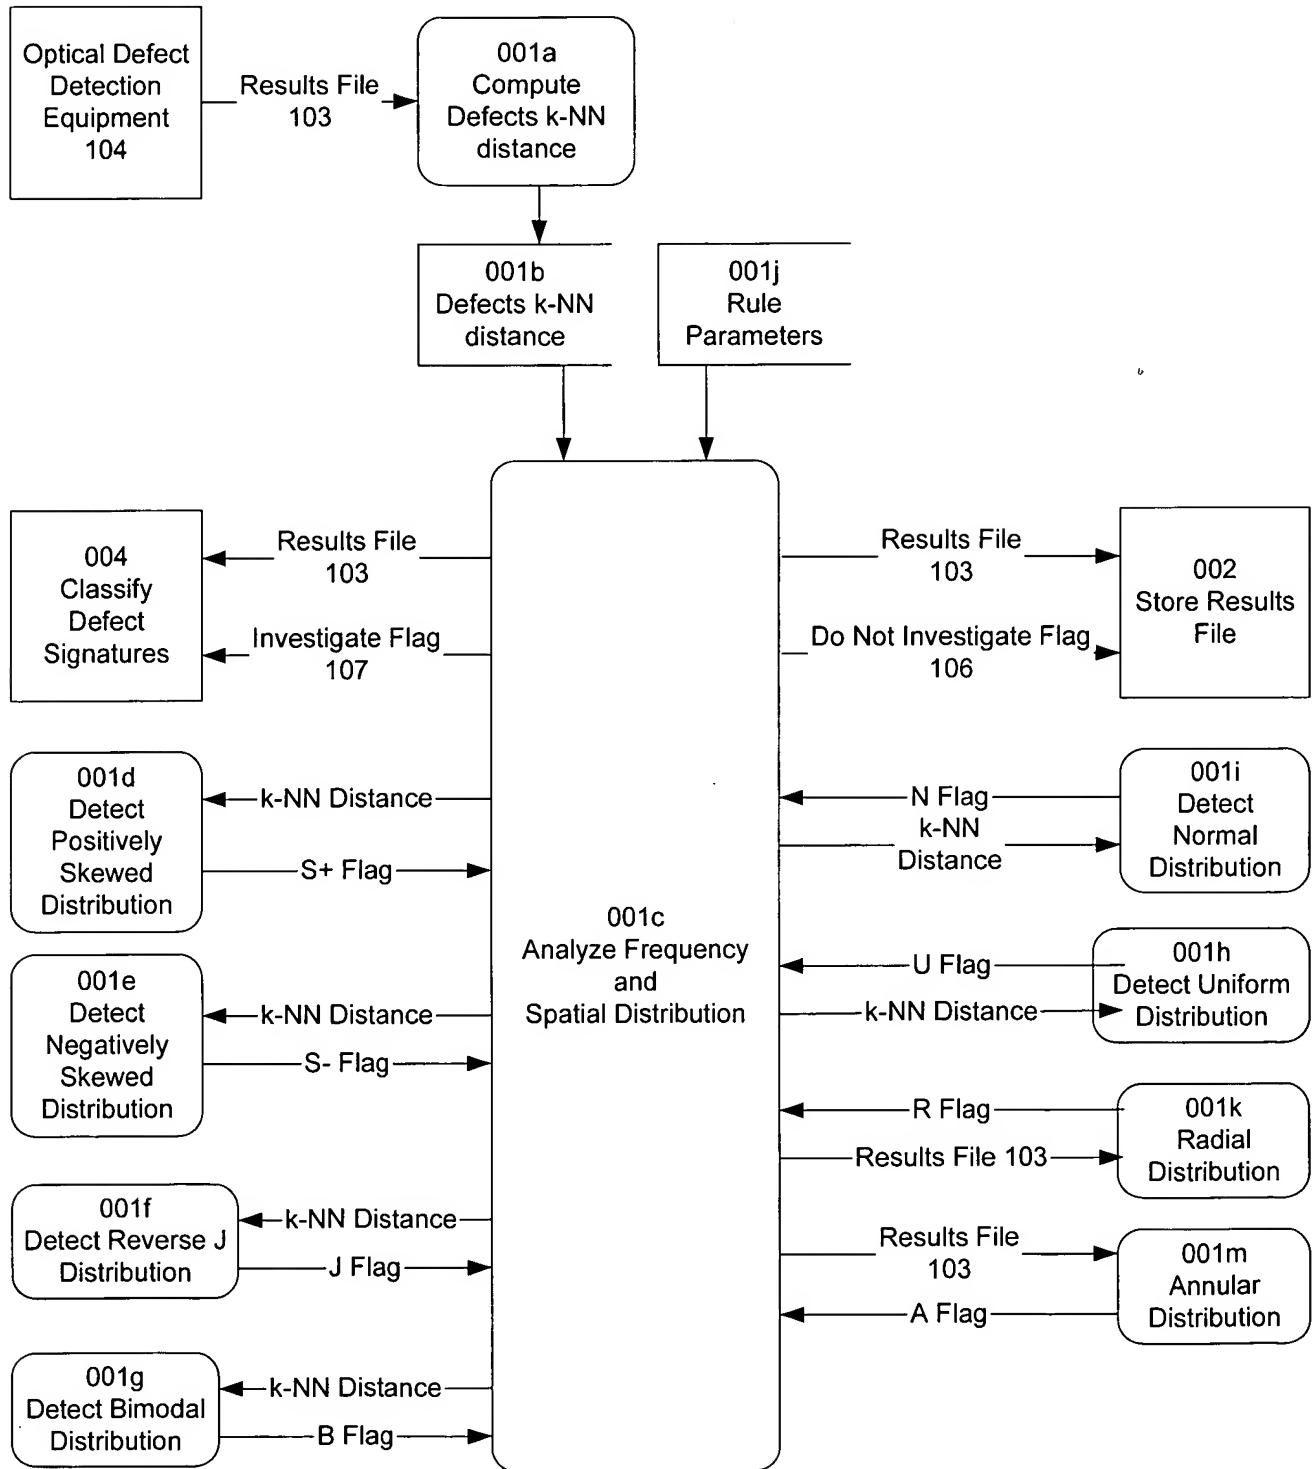 Optical Defect
Detection
Equipment
104
Results File
103
001a
Compute
Defects k-NN
distance
001b
Defects k-NN
distance
001j
Rule
Parameters
004
Classify
Defect
Signatures
Results File
103
Investigate Flag
107
Results File
103
Do Not Investigate Flag
106
002
Store Results
File
001d
Detect
Positively
Skewed
Distribution
k-NN Distance
S+ Flag
001e
Detect
Negatively
Skewed
Distribution
k-NN Distance
S- Flag
001f
Detect Reverse J
Distribution
k-NN Distance
J Flag
001g
Detect Bimodal
Distribution
k-NN Distance
B Flag
001c
Analyze Frequency
and
Spatial Distribution
N Flag
k-NN
Distance
001i
Detect
Normal
Distribution
U Flag
k-NN Distance
001h
Detect Uniform
Distribution
R Flag
Results File 103
001k
Radial
Distribution
Results File
103
A Flag
001m
Annular
Distribution